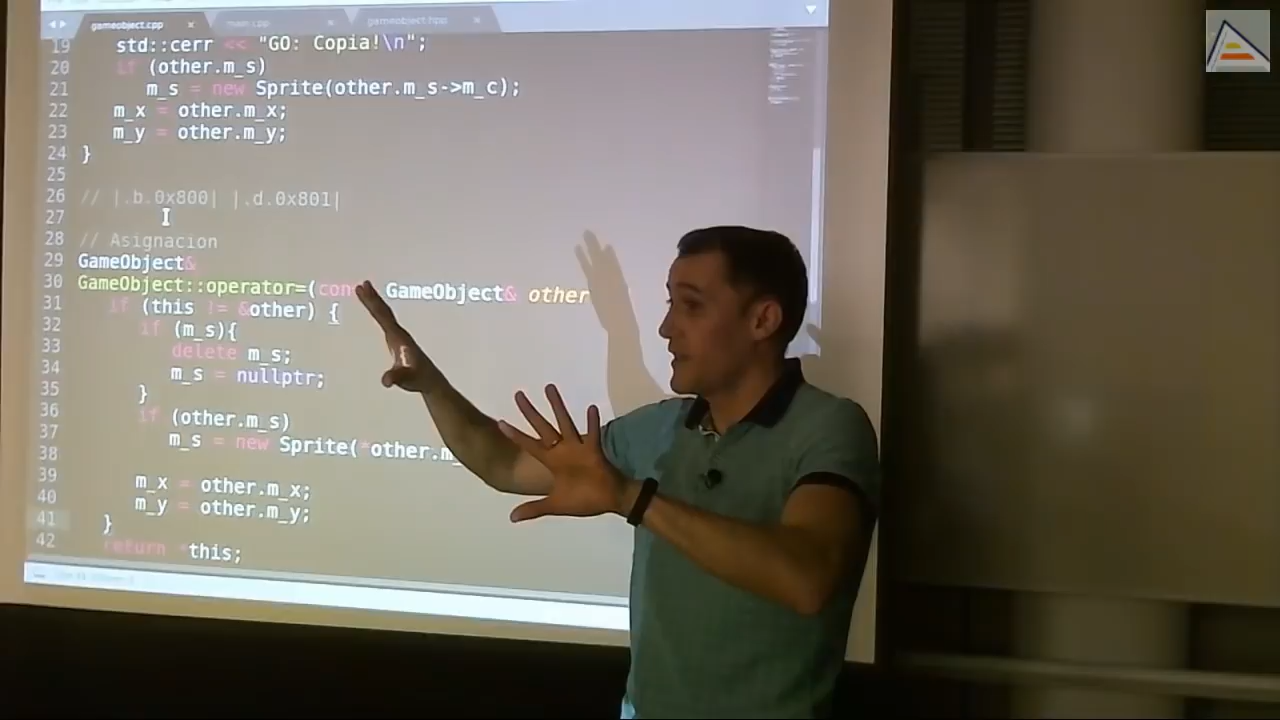 gameobject.cpp × main.cpp × gameobject.hpp ×
19 std::cerr << "GO: Copia!\n";
20 if (other.m_s)
21 m_s = new Sprite(other.m_s->m_c);
22 m_x = other.m_x;
23 m_y = other.m_y;
24 }
25
26 // |.b.0x800| |.d.0x801|
27
28 // Asignacion
29 GameObject&
30 GameObject::operator=(const GameObject& other
31 if (this != &other) {
32 if (m_s){
33 delete m_s;
34 m_s = nullptr;
35 }
36 if (other.m_s)
37 m_s = new Sprite(*other.m_
38
39 m_x = other.m_x;
40 m_y = other.m_y;
41 }
42 return *this;